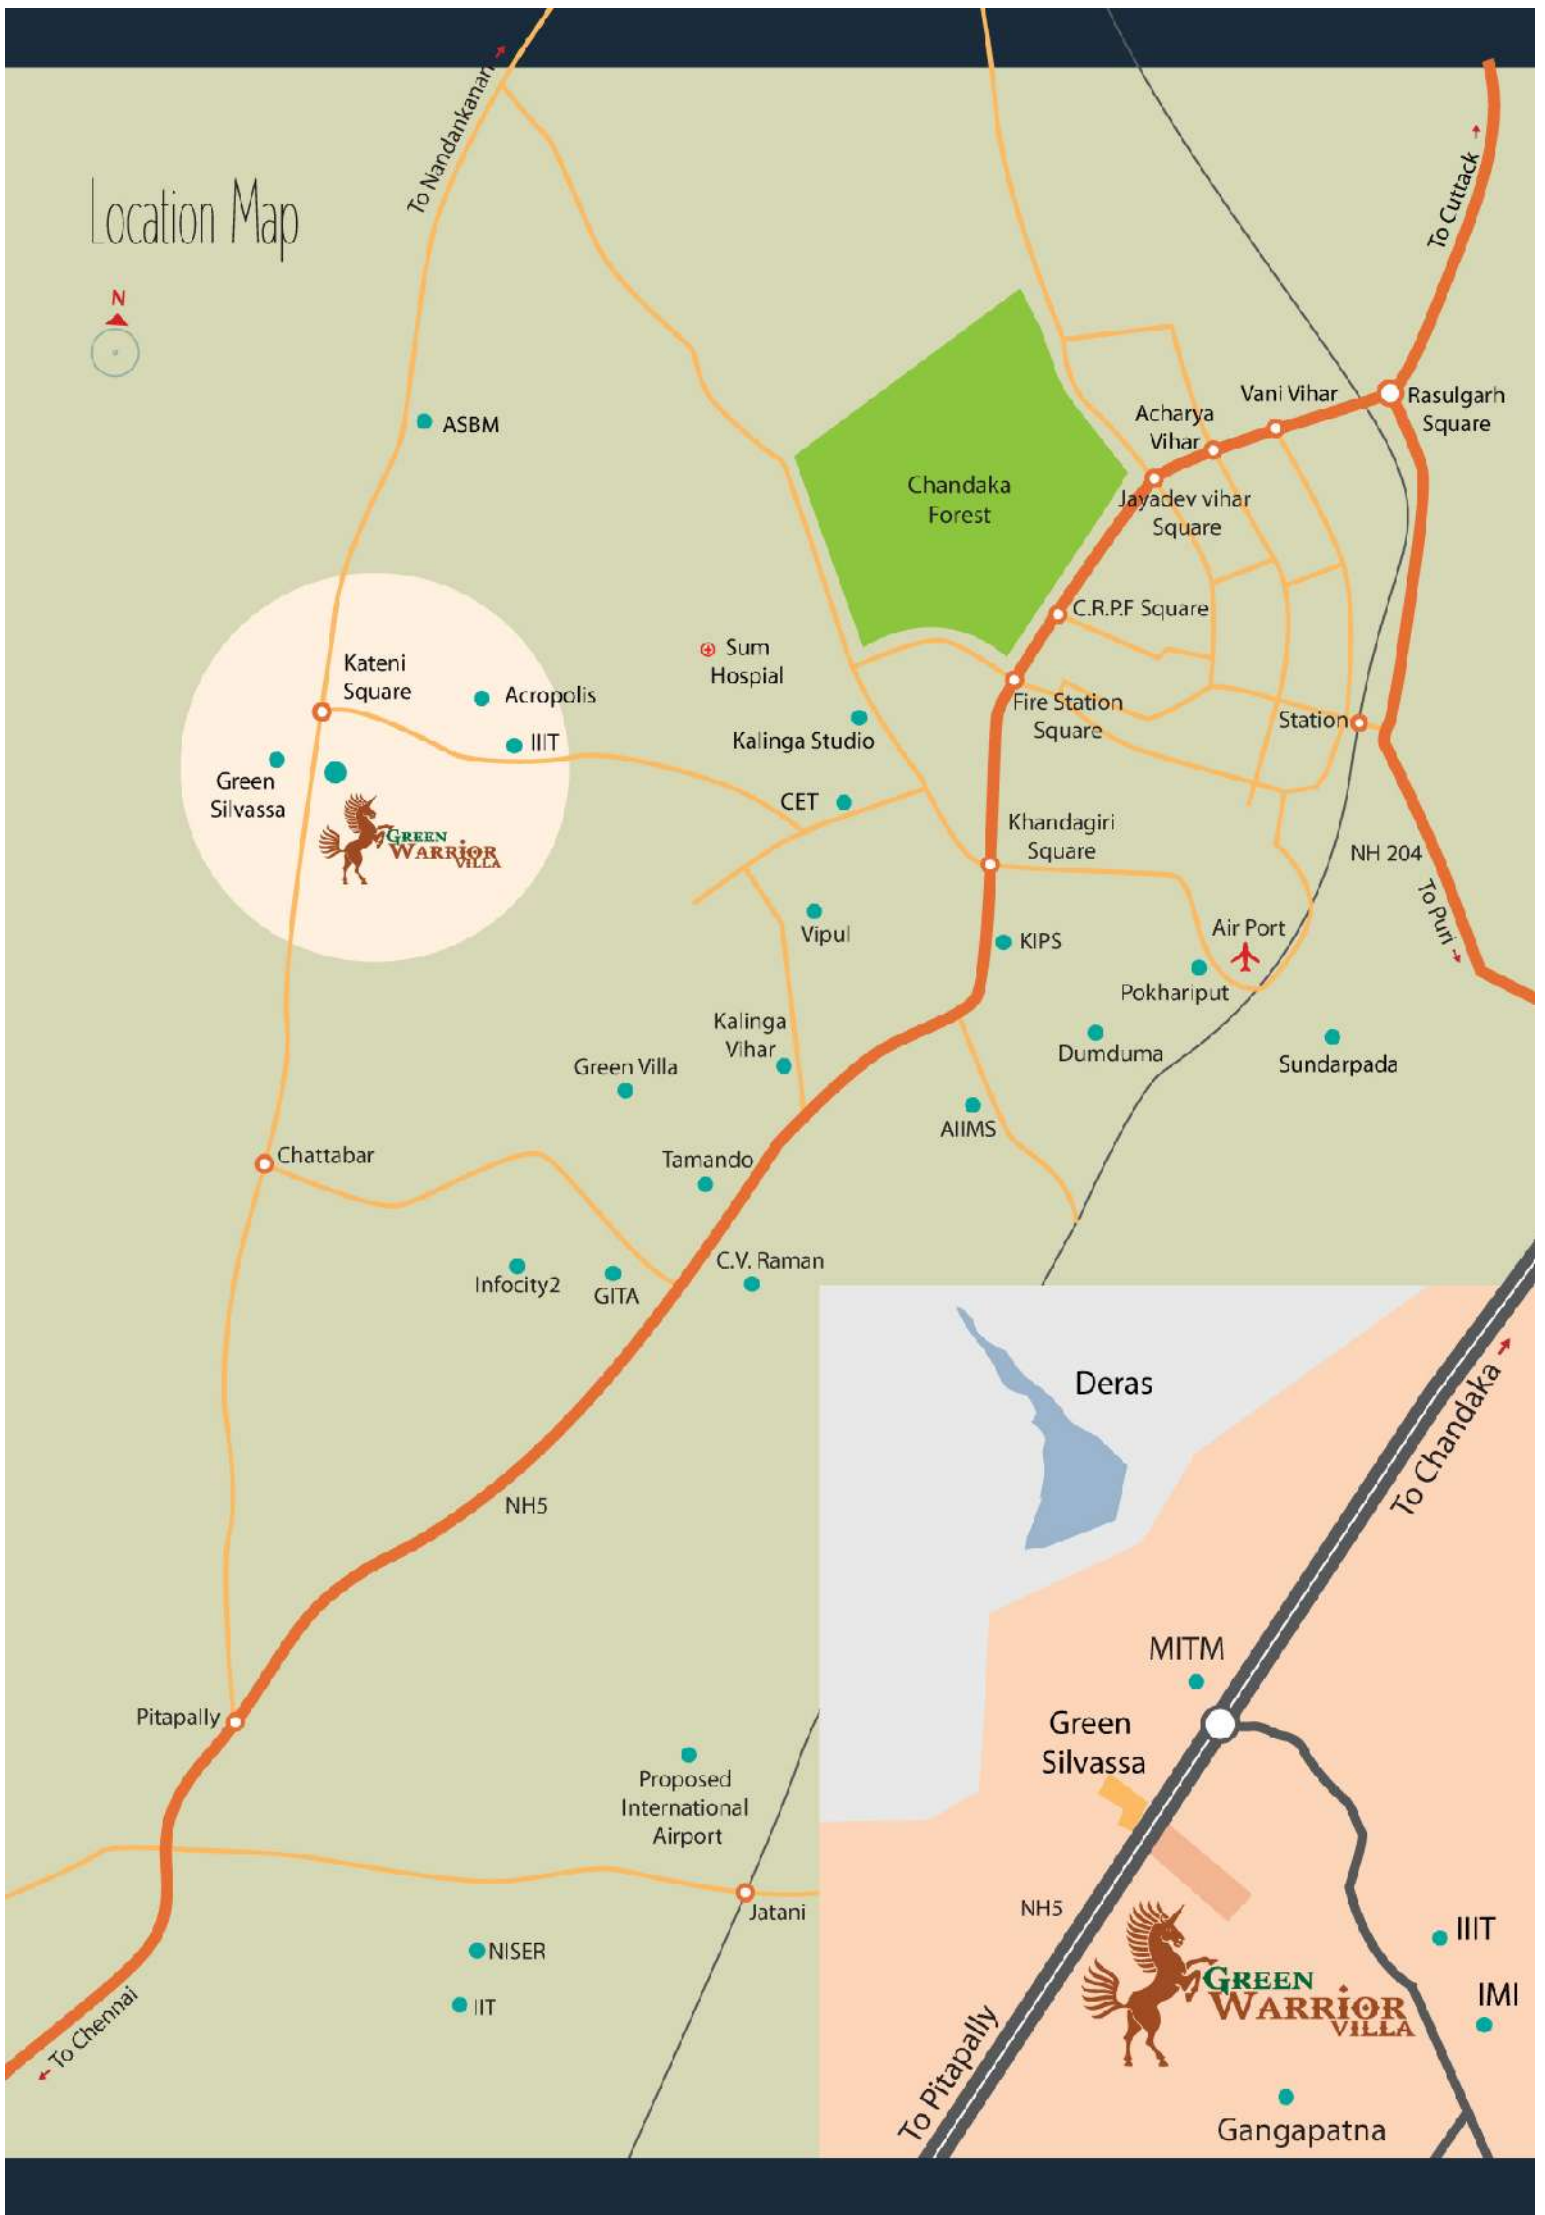 To Nandankanan
To Cuttack
Location Map
N
ASBM
Vani Vihar
Rasulgarh
Square
Acharya
Vihar
Chandaka
Forest
Jayadev vihar
Square
C.R.P.F Square
Kateni
Square
Acropolis
Sum
Hospial
Fire Station
Square
Station
IIIT
Kalinga Studio
Green
Silvassa
CET
Khandagiri
Square
GREEN
WARRIOR
VILLA
NH 204
To Puri
Vipul
KIPS
Air Port
Pokhariput
Kalinga
Vihar
Dumduma
Sundarpada
Green Villa
AIIMS
Chattabar
Tamando
C.V. Raman
Infocity2
GITA
NH5
Pitapally
Proposed
International
Airport
Jatani
NISER
IIT
To Chennai
Deras
To Chandaka
MITM
Green
Silvassa
NH5
IIIT
GREEN
WARRIOR
VILLA
IMI
To Pitapally
Gangapatna